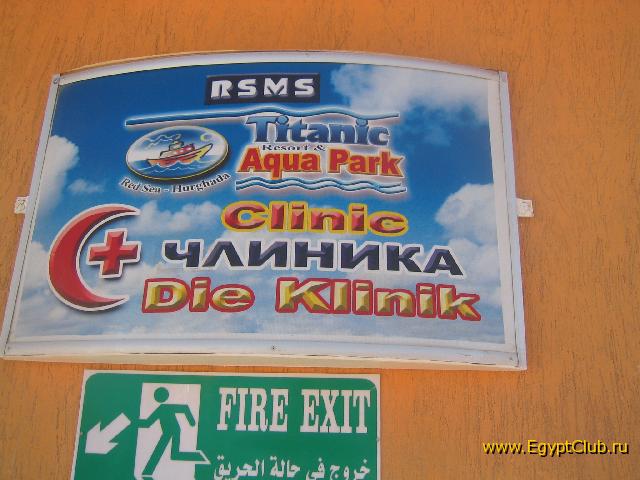 RSMS
Titanic
Resort &
Aqua Park
Red Sea - Hurghada
Clinic
ЧЛИНИКА
Die Klinik
FIRE EXIT
خروج في حالة الحريق
www.EgyptClub.ru